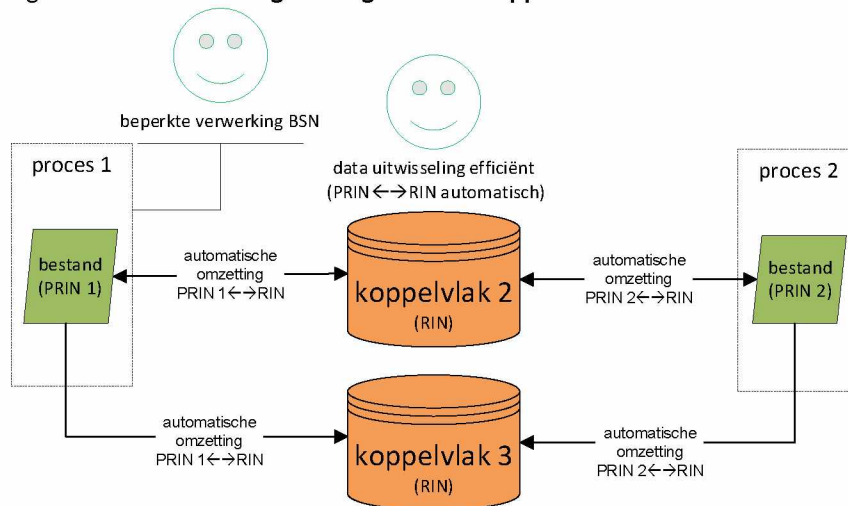 beperkte verwerking BSN
data uitwisseling efficiënt
(PRIN ←→ RIN automatisch)
proces 1
proces 2
bestand
(PRIN 1)
automatische
omzetting
PRIN 1←→RIN
koppelvlak 2
(RIN)
automatische
omzetting
PRIN 2←→RIN
bestand
(PRIN 2)
automatische
omzetting
PRIN 1←→RIN
koppelvlak 3
(RIN)
automatische
omzetting
PRIN 2←→RIN